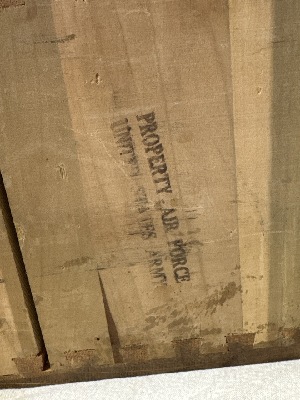 PROPERTY AIR FORCE
UNITED STATES ARMY